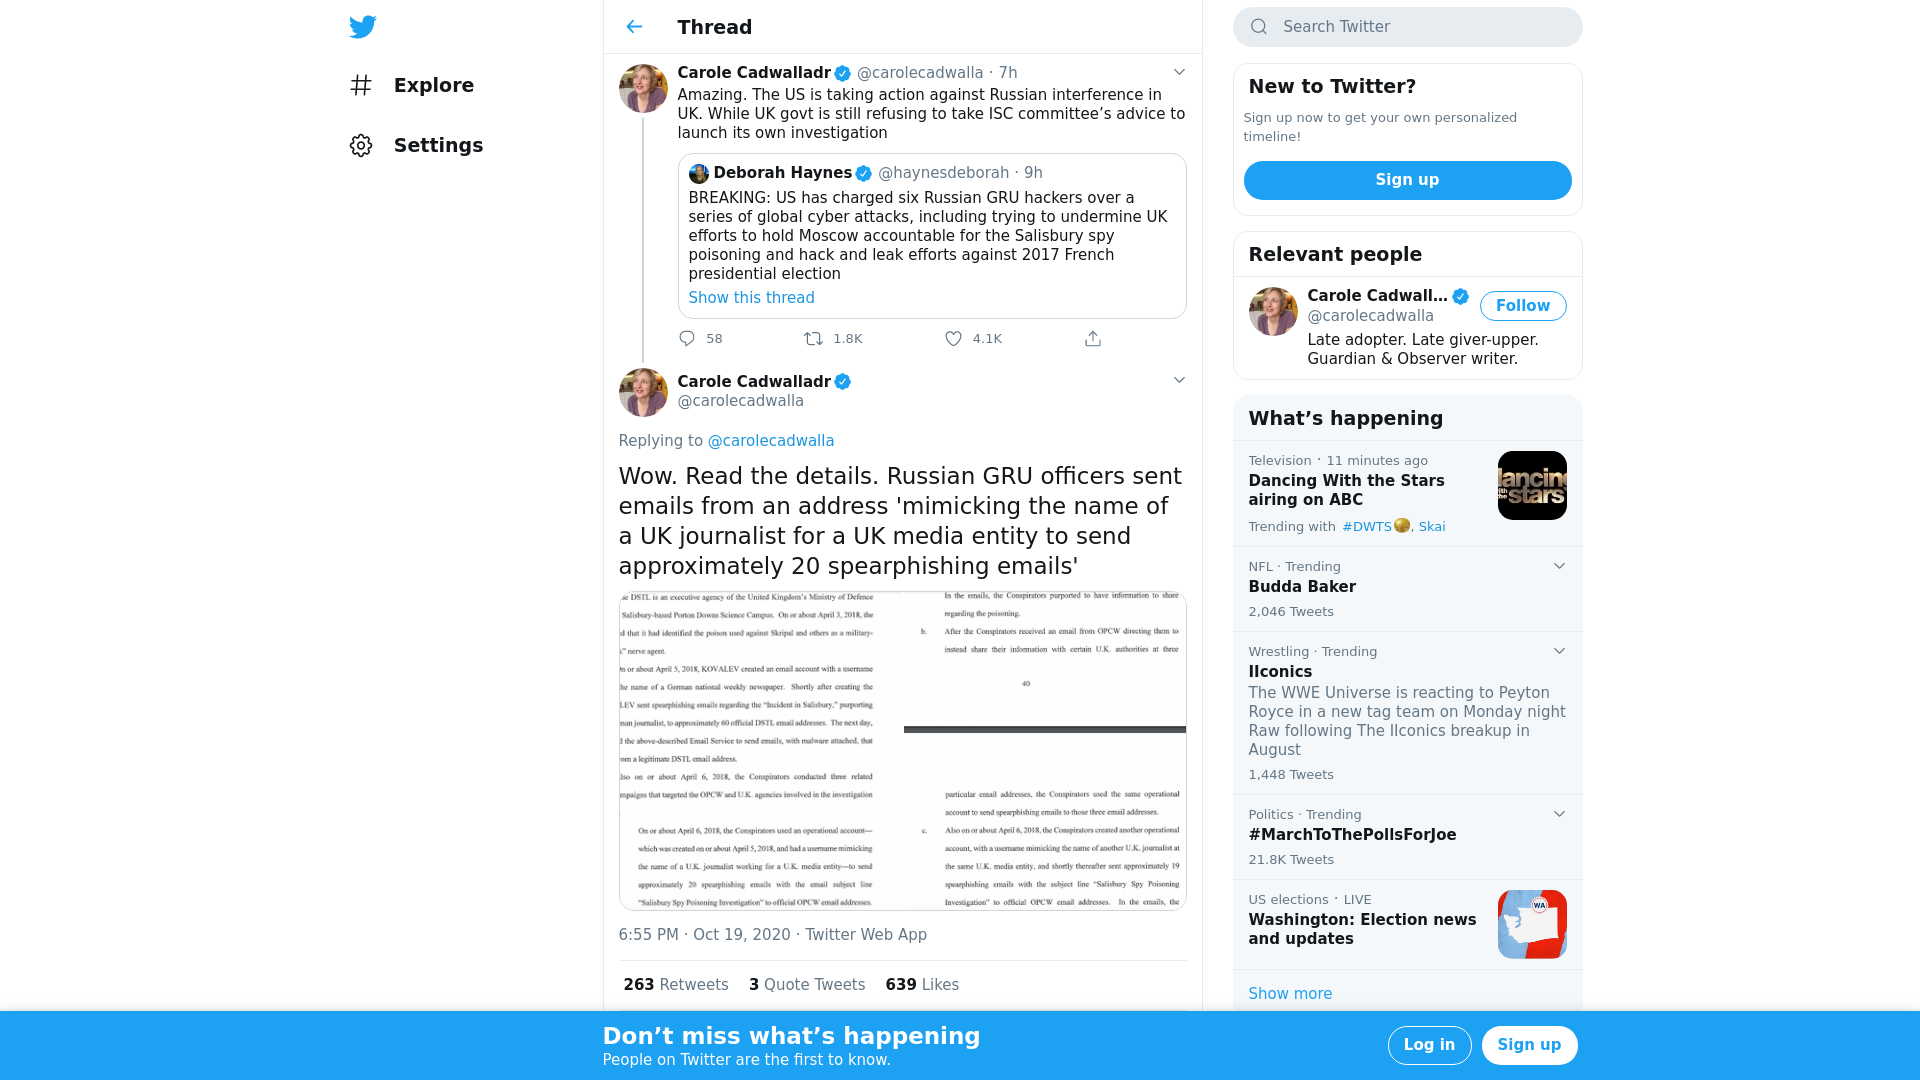 Explore
Settings
Thread
Carole Cadwalladr @carolecadwalla · 7h
Amazing. The US is taking action against Russian interference in
UK. While UK govt is still refusing to take ISC committee’s advice to
launch its own investigation
Deborah Haynes @haynesdeborah · 9h
BREAKING: US has charged six Russian GRU hackers over a
series of global cyber attacks, including trying to undermine UK
efforts to hold Moscow accountable for the Salisbury spy
poisoning and hack and leak efforts against 2017 French
presidential election
Show this thread
58 1.8K 4.1K
Carole Cadwalladr
@carolecadwalla
Replying to @carolecadwalla
Wow. Read the details. Russian GRU officers sent
emails from an address 'mimicking the name of
a UK journalist for a UK media entity to send
approximately 20 spearphishing emails'
DSTL is an executive agency of the United Kingdom’s Ministry of Defence
Salisbury-based Porton Downs Science Campus. On or about April 3, 2018, the
d that it had identified the poison used against Skripal and others as a military-
” nerve agent.
n or about April 5, 2018, KOVALEV created an email account with a username
he name of a German national weekly newspaper. Shortly after creating the
LEV sent spearphishing emails regarding the “Incident in Salisbury,” purporting
man journalist, to approximately 60 official DSTL email addresses. The next day,
d the above-described Email Service to send emails, with malware attached, that
om a legitimate DSTL email address.
lso on or about April 6, 2018, the Conspirators conducted three related
mpaigns that targeted the OPCW and U.K. agencies involved in the investigation
On or about April 6, 2018, the Conspirators used an operational account—
which was created on or about April 5, 2018, and had a username mimicking
the name of a U.K. journalist working for a U.K. media entity—to send
approximately 20 spearphishing emails with the email subject line
“Salisbury Spy Poisoning Investigation” to official OPCW email addresses.
In the emails, the Conspirators purported to have information to share
regarding the poisoning.
b. After the Conspirators received an email from OPCW directing them to
instead share their information with certain U.K. authorities at three
40
particular email addresses, the Conspirators used the same operational
account to send spearphishing emails to those three email addresses.
c. Also on or about April 6, 2018, the Conspirators created another operational
account, with a username mimicking the name of another U.K. journalist at
the same U.K. media entity, and shortly thereafter sent approximately 19
spearphishing emails with the subject line “Salisbury Spy Poisoning
Investigation” to official OPCW email addresses. In the emails, the
6:55 PM · Oct 19, 2020 · Twitter Web App
263 Retweets 3 Quote Tweets 639 Likes
Search Twitter
New to Twitter?
Sign up now to get your own personalized
timeline!
Sign up
Relevant people
Carole Cadwall...
@carolecadwalla
Follow
Late adopter. Late giver-upper.
Guardian & Observer writer.
What’s happening
Television · 11 minutes ago
Dancing With the Stars
airing on ABC
Trending with #DWTS, Skai
dancing
with the stars
NFL · Trending
Budda Baker
2,046 Tweets
Wrestling · Trending
IIconics
The WWE Universe is reacting to Peyton
Royce in a new tag team on Monday night
Raw following The IIconics breakup in
August
1,448 Tweets
Politics · Trending
#MarchToThePollsForJoe
21.8K Tweets
US elections · LIVE
Washington: Election news
and updates
WA
Show more
Don’t miss what’s happening
People on Twitter are the first to know.
Log in
Sign up